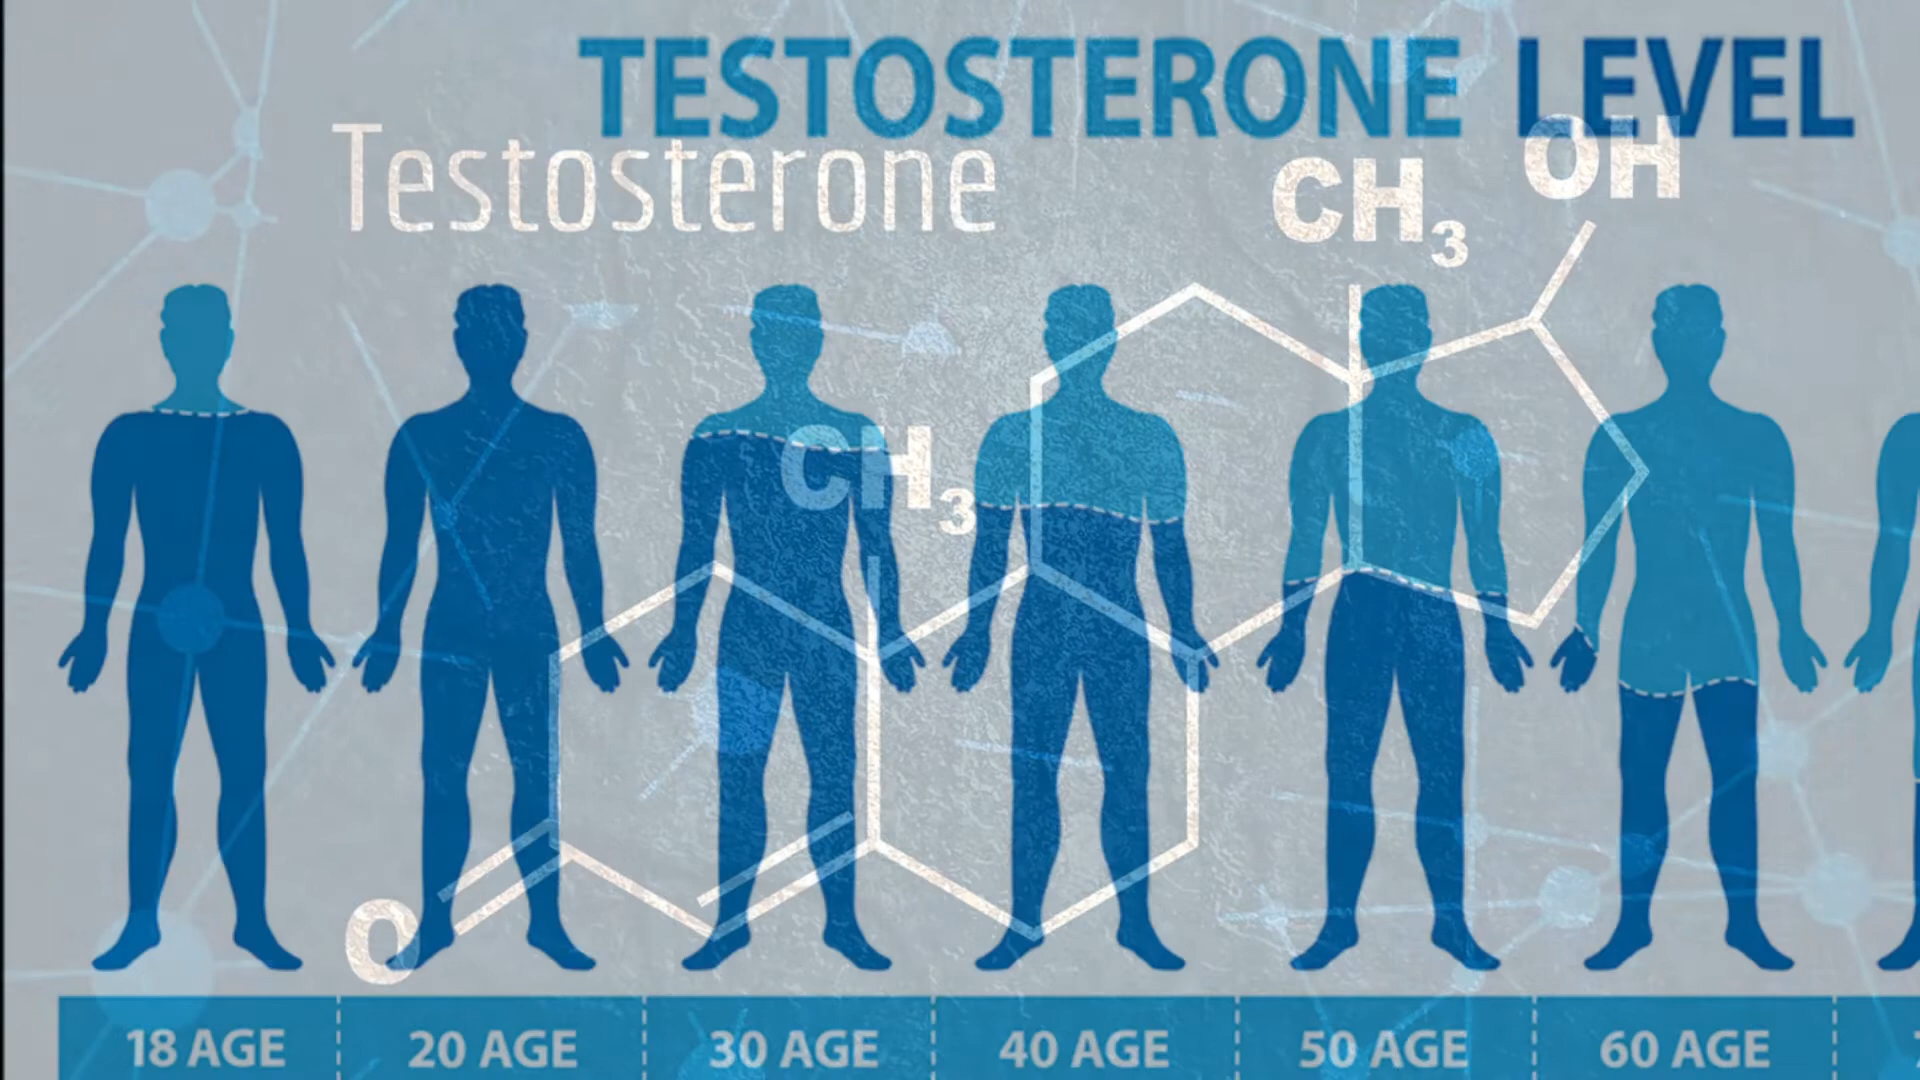 TESTOSTERONE LEVEL
Testosterone
OH
CH3
CH3
O
18 AGE
20 AGE
30 AGE
40 AGE
50 AGE
60 AGE